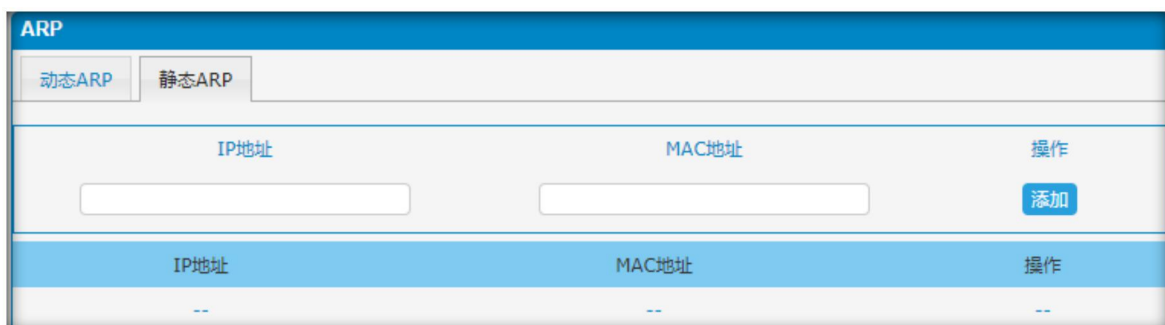 ARP
动态ARP 静态ARP
IP地址 MAC地址 操作
添加
IP地址 MAC地址 操作
-- -- --